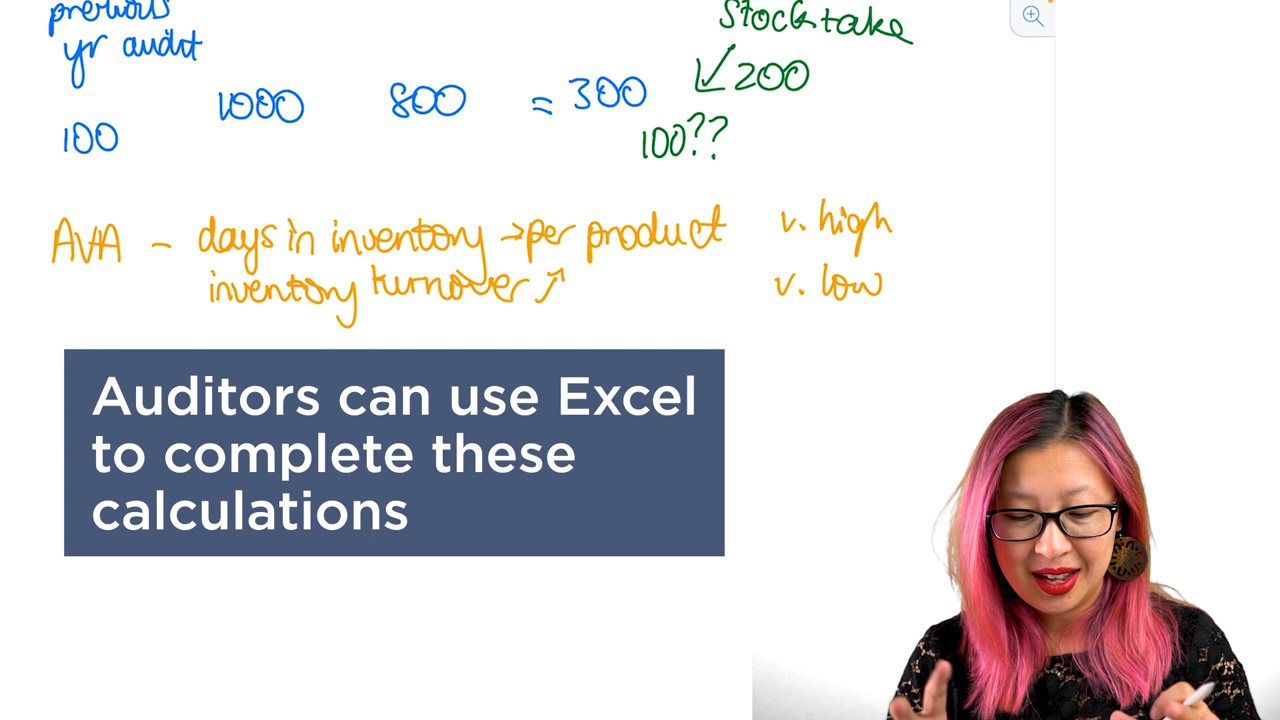 previous
stocktake
yr audit
1000 800 = 300 200
100 100??
AVA - days in inventory → per product v. high
inventory turnover ↗ v. low
Auditors can use Excel
to complete these
calculations